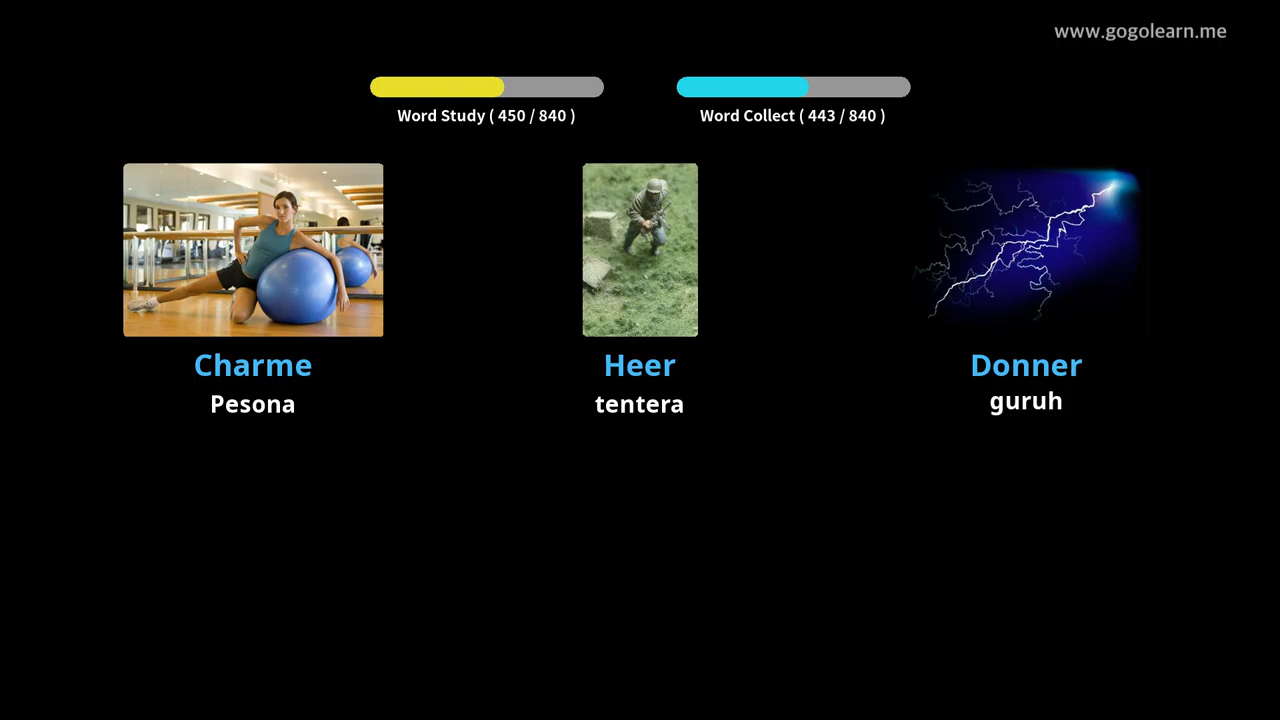 www.gogolearn.me
Word Study ( 450 / 840 )
Word Collect ( 443 / 840 )
Charme
Pesona
Heer
tentera
Donner
guruh